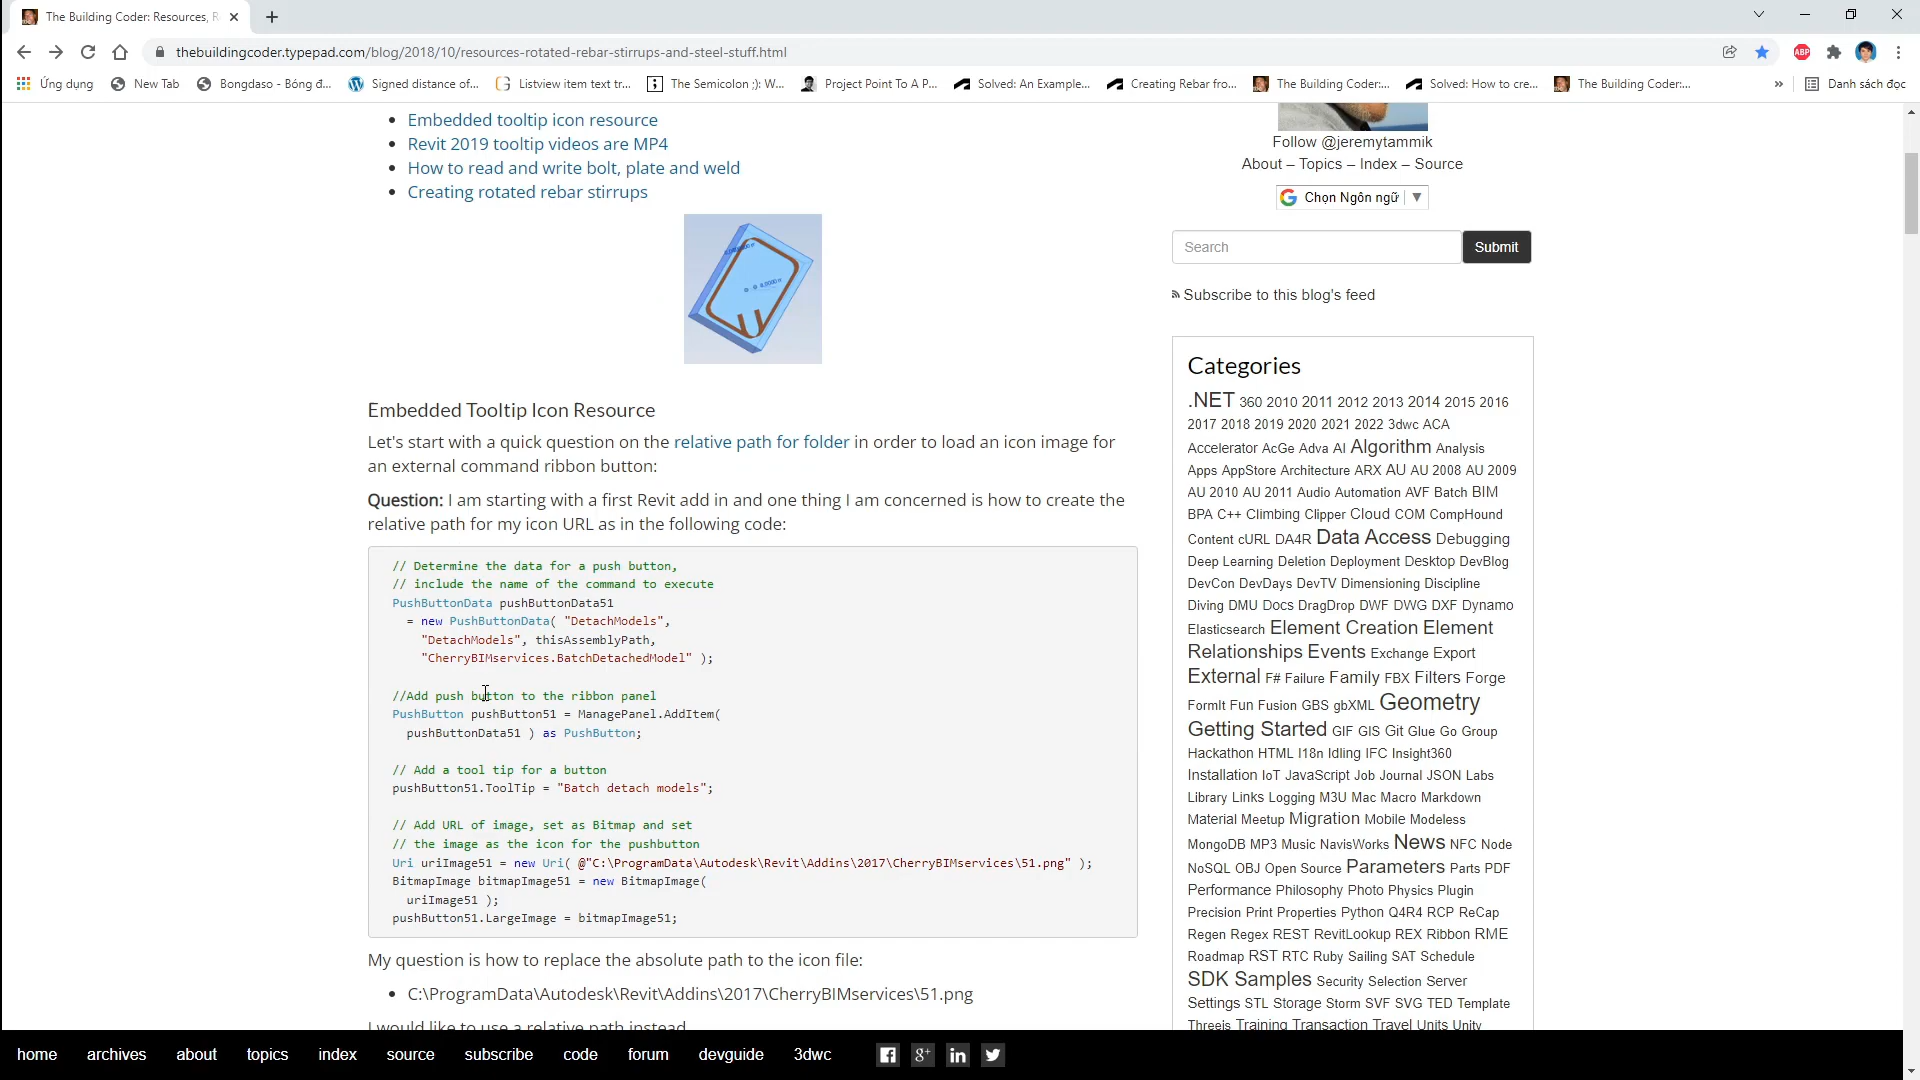 The Building Coder: Resources, R
thebuildingcoder.typepad.com/blog/2018/10/resources-rotated-rebar-stirrups-and-steel-stuff.html
ABP
Ứng dụng
New Tab
Bongdaso - Bóng đ...
Signed distance of...
Listview item text tr...
The Semicolon ;): W...
Project Point To A P...
Solved: An Example...
Creating Rebar fro...
The Building Coder:...
Solved: How to cre...
The Building Coder:...
»
Danh sách đọc
Embedded tooltip icon resource
Revit 2019 tooltip videos are MP4
How to read and write bolt, plate and weld
Creating rotated rebar stirrups
Embedded Tooltip Icon Resource
Let's start with a quick question on the relative path for folder in order to load an icon image for
an external command ribbon button:
Question: I am starting with a first Revit add in and one thing I am concerned is how to create the
relative path for my icon URL as in the following code:
// Determine the data for a push button,
// include the name of the command to execute
PushButtonData pushButtonData51
= new PushButtonData( "DetachModels",
"DetachModels", thisAssemblyPath,
"CherryBIMservices.BatchDetachedModel" );
//Add push button to the ribbon panel
PushButton pushButton51 = ManagePanel.AddItem(
pushButtonData51 ) as PushButton;
// Add a tool tip for a button
pushButton51.ToolTip = "Batch detach models";
// Add URL of image, set as Bitmap and set
// the image as the icon for the pushbutton
Uri uriImage51 = new Uri( @"C:\ProgramData\Autodesk\Revit\Addins\2017\CherryBIMservices\51.png" );
BitmapImage bitmapImage51 = new BitmapImage(
uriImage51 );
pushButton51.LargeImage = bitmapImage51;
My question is how to replace the absolute path to the icon file:
C:\ProgramData\Autodesk\Revit\Addins\2017\CherryBIMservices\51.png
I would like to use a relative path instead
Follow @jeremytammik
About – Topics – Index – Source
Chọn Ngôn ngữ ▼
Search
Submit
Subscribe to this blog's feed
Categories
.NET 360 2010 2011 2012 2013 2014 2015 2016
2017 2018 2019 2020 2021 2022 3dwc ACA
Accelerator AcGe Adva AI Algorithm Analysis
Apps AppStore Architecture ARX AU AU 2008 AU 2009
AU 2010 AU 2011 Audio Automation AVF Batch BIM
BPA C++ Climbing Clipper Cloud COM CompHound
Content cURL DA4R Data Access Debugging
Deep Learning Deletion Deployment Desktop DevBlog
DevCon DevDays DevTV Dimensioning Discipline
Diving DMU Docs DragDrop DWF DWG DXF Dynamo
Elasticsearch Element Creation Element
Relationships Events Exchange Export
External F# Failure Family FBX Filters Forge
FormIt Fun Fusion GBS gbXML Geometry
Getting Started GIF GIS Git Glue Go Group
Hackathon HTML I18n Idling IFC Insight360
Installation IoT JavaScript Job Journal JSON Labs
Library Links Logging M3U Mac Macro Markdown
Material Meetup Migration Mobile Modeless
MongoDB MP3 Music NavisWorks News NFC Node
NoSQL OBJ Open Source Parameters Parts PDF
Performance Philosophy Photo Physics Plugin
Precision Print Properties Python Q4R4 RCP ReCap
Regen Regex REST RevitLookup REX Ribbon RME
Roadmap RST RTC Ruby Sailing SAT Schedule
SDK Samples Security Selection Server
Settings STL Storage Storm SVF SVG TED Template
Threejs Training Transaction Travel Units Unity
home archives about topics index source subscribe code forum devguide 3dwc